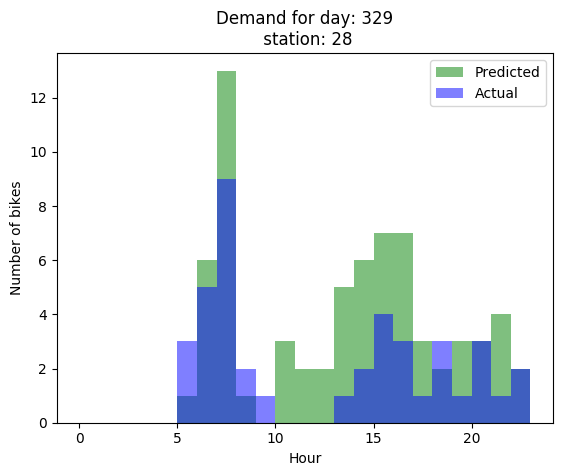 Demand for day: 329
station: 28
Predicted
Actual
Number of bikes
12
10
8
6
4
2
0
0 5 10 15 20
Hour